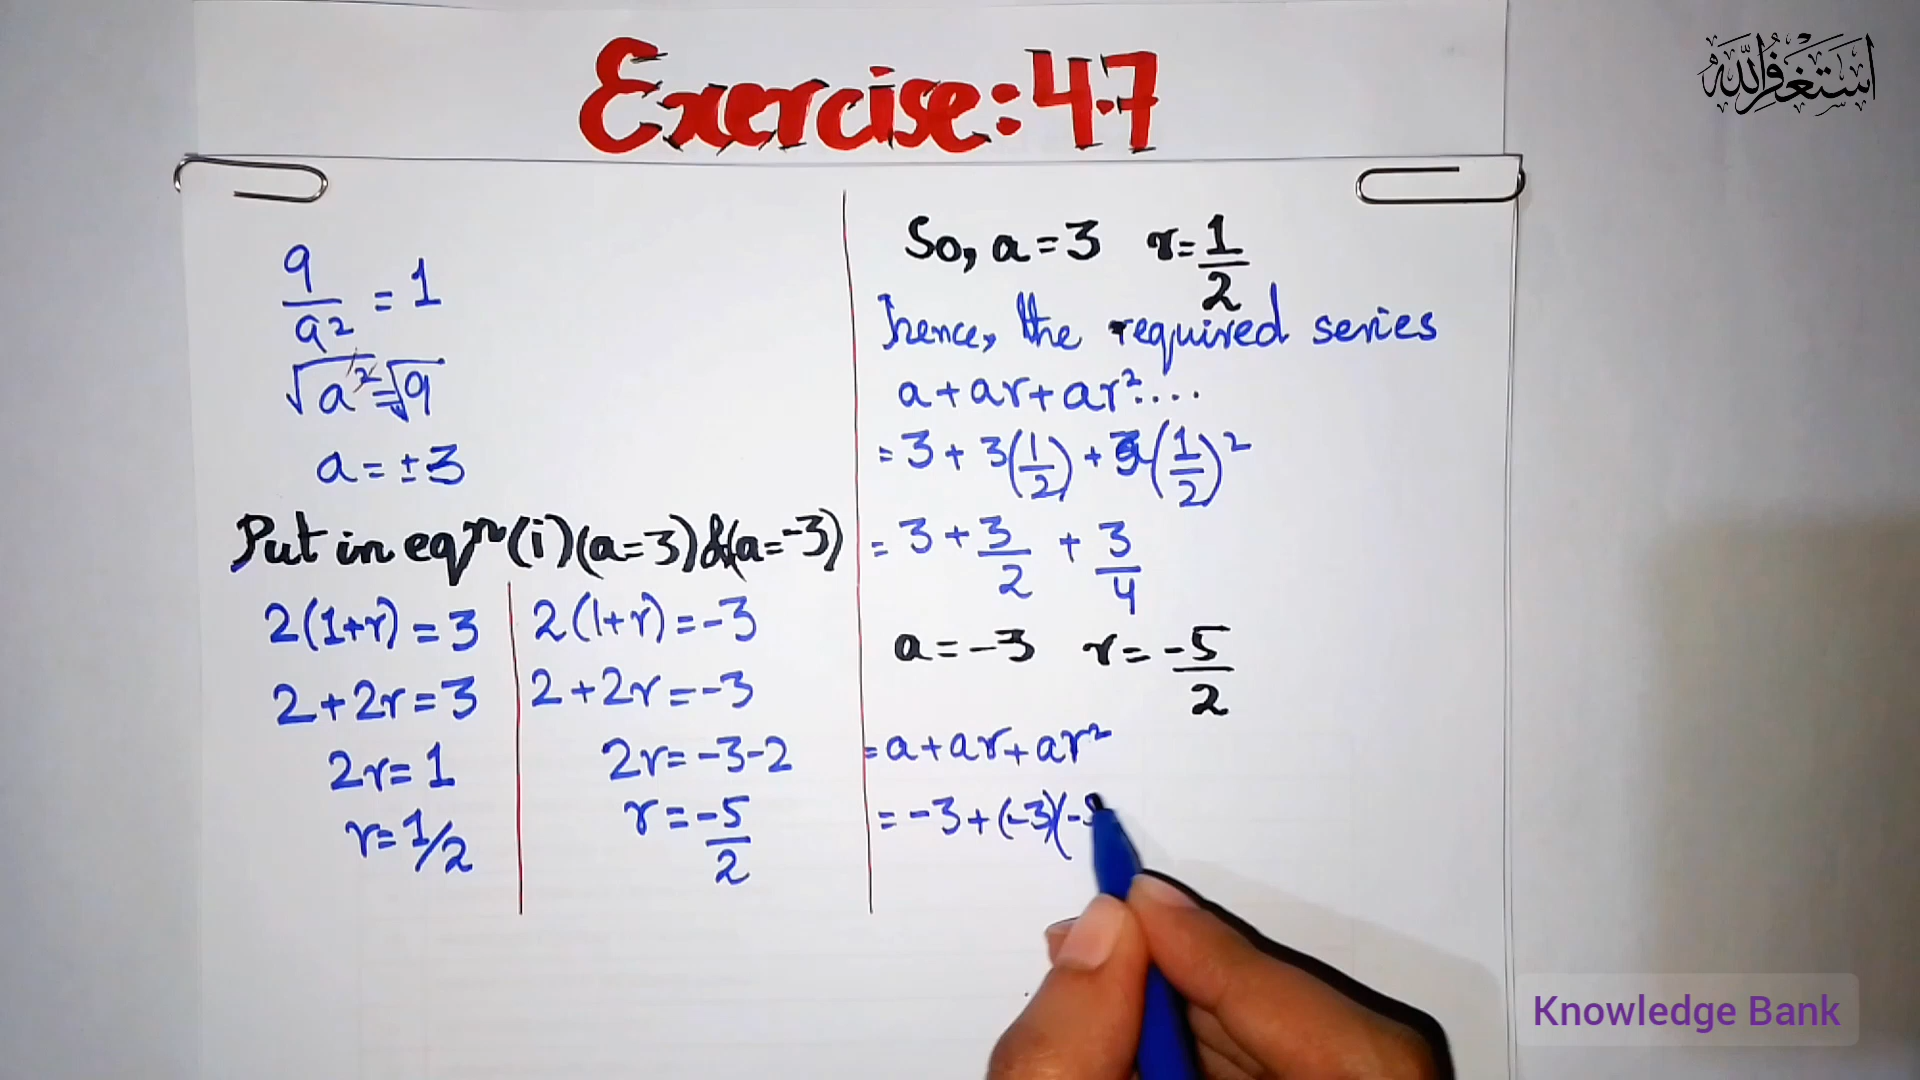 Exercise: 4.7
أستغفر الله
9/a² = 1
√a² = √9
a = ±3
Put in eqⁿ (i) (a=3) & (a=-3)
2(1+r) = 3
2+2r = 3
2r = 1
r = 1/2
2(1+r) = -3
2+2r = -3
2r = -3-2
r = -5/2
So, a = 3 r = 1/2
hence, the required series
a + ar + ar² ....
= 3 + 3(1/2) + 3(1/2)²
= 3 + 3/2 + 3/4
a = -3 r = -5/2
= a + ar + ar²
= -3 + (-3)(-5
Knowledge Bank